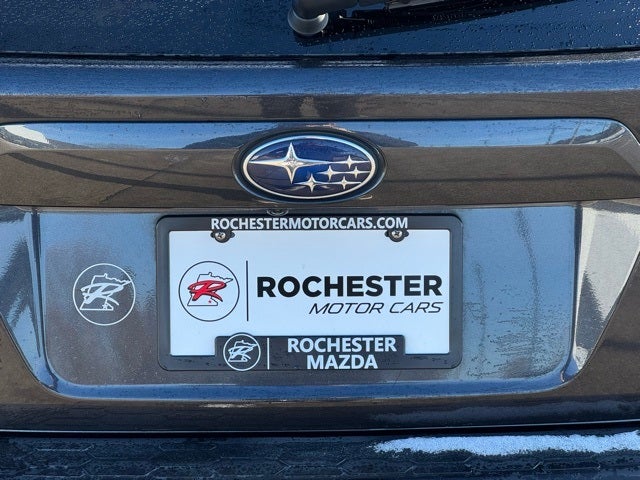 ROCHESTERMOTORCARS.COM
R
R
ROCHESTER
MOTOR CARS
R
ROCHESTER
MAZDA